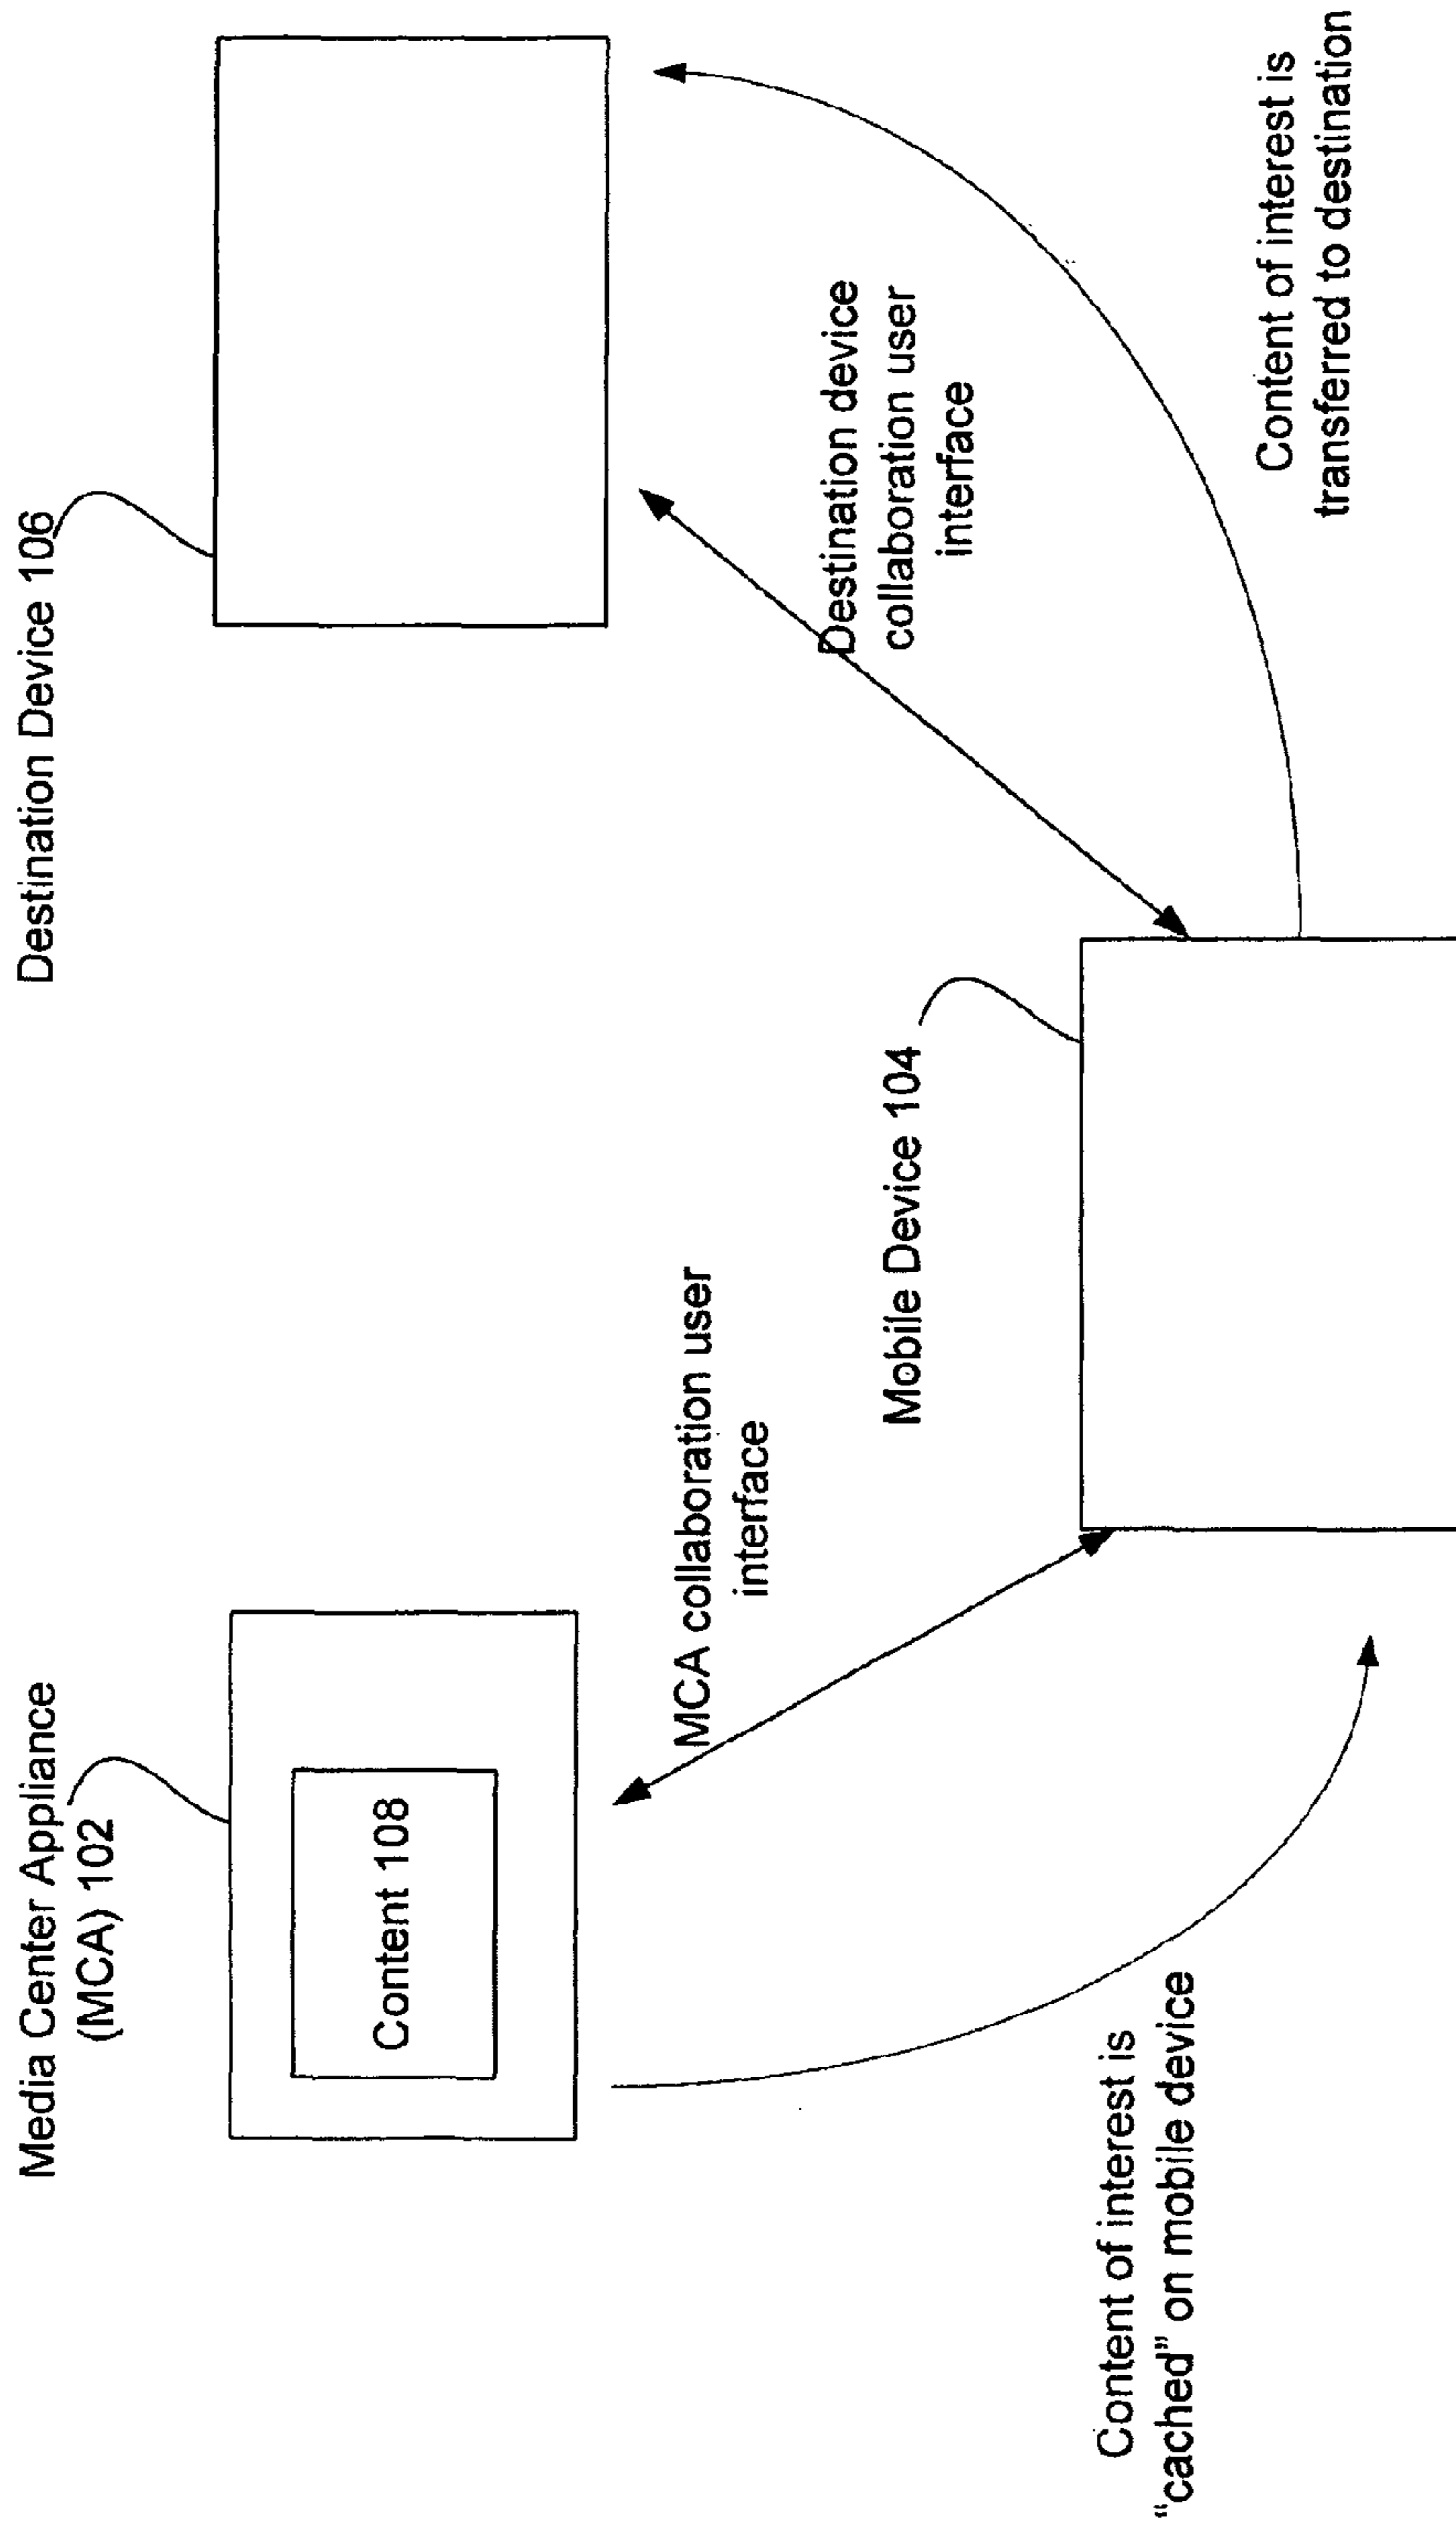 Media Center Appliance
(MCA) 102
Content 108
Destination Device 106
MCA collaboration user
interface
Destination device
collaboration user
interface
Mobile Device 104
Content of interest is
“cached” on mobile device
Content of interest is
transferred to destination